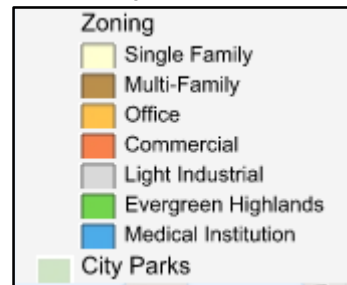 Zoning
Single Family
Multi-Family
Office
Commercial
Light Industrial
Evergreen Highlands
Medical Institution
City Parks